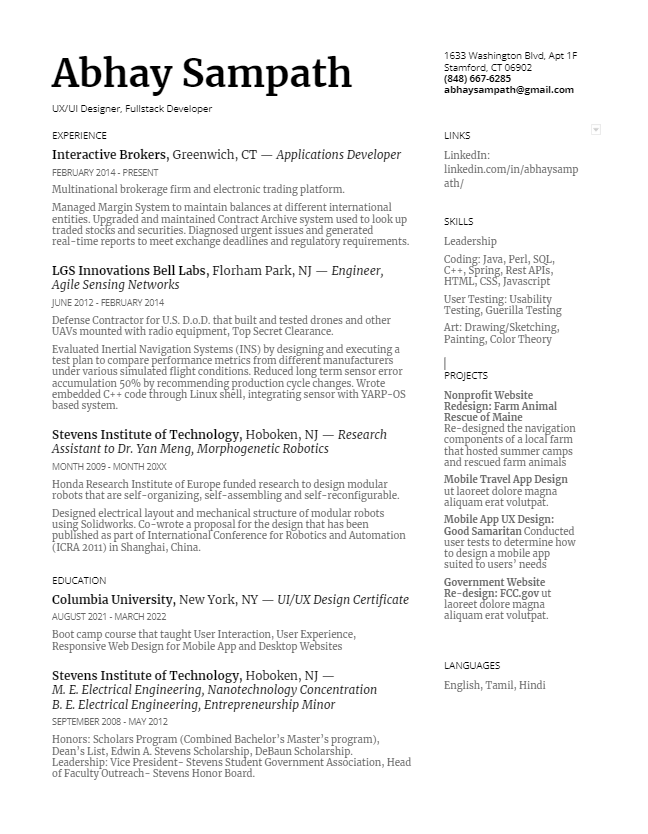 Abhay Sampath
UX/UI Designer, Fullstack Developer
1633 Washington Blvd, Apt 1F
Stamford, CT 06902
(848) 667-6285
abhaysampath@gmail.com
EXPERIENCE
Interactive Brokers, Greenwich, CT — Applications Developer
FEBRUARY 2014 - PRESENT
Multinational brokerage firm and electronic trading platform.
Managed Margin System to maintain balances at different international
entities. Upgraded and maintained Contract Archive system used to look up
traded stocks and securities. Diagnosed urgent issues and generated
real-time reports to meet exchange deadlines and regulatory requirements.
LGS Innovations Bell Labs, Florham Park, NJ — Engineer,
Agile Sensing Networks
JUNE 2012 - FEBRUARY 2014
Defense Contractor for U.S. D.o.D. that built and tested drones and other
UAVs mounted with radio equipment, Top Secret Clearance.
Evaluated Inertial Navigation Systems (INS) by designing and executing a
test plan to compare performance metrics from different manufacturers
under various simulated flight conditions. Reduced long term sensor error
accumulation 50% by recommending production cycle changes. Wrote
embedded C++ code through Linux shell, integrating sensor with YARP-OS
based system.
Stevens Institute of Technology, Hoboken, NJ — Research
Assistant to Dr. Yan Meng, Morphogenetic Robotics
MONTH 2009 - MONTH 20XX
Honda Research Institute of Europe funded research to design modular
robots that are self-organizing, self-assembling and self-reconfigurable.
Designed electrical layout and mechanical structure of modular robots
using Solidworks. Co-wrote a proposal for the design that has been
published as part of International Conference for Robotics and Automation
(ICRA 2011) in Shanghai, China.
EDUCATION
Columbia University, New York, NY — UI/UX Design Certificate
AUGUST 2021 - MARCH 2022
Boot camp course that taught User Interaction, User Experience,
Responsive Web Design for Mobile App and Desktop Websites
Stevens Institute of Technology, Hoboken, NJ —
M. E. Electrical Engineering, Nanotechnology Concentration
B. E. Electrical Engineering, Entrepreneurship Minor
SEPTEMBER 2008 - MAY 2012
Honors: Scholars Program (Combined Bachelor's Master's program),
Dean's List, Edwin A. Stevens Scholarship, DeBaun Scholarship.
Leadership: Vice President- Stevens Student Government Association, Head
of Faculty Outreach- Stevens Honor Board.
LINKS
LinkedIn:
linkedin.com/in/abhaysamp
ath/
SKILLS
Leadership
Coding: Java, Perl, SQL,
C++, Spring, Rest APIs,
HTML, CSS, Javascript
User Testing: Usability
Testing, Guerilla Testing
Art: Drawing/Sketching,
Painting, Color Theory
PROJECTS
Nonprofit Website
Redesign: Farm Animal
Rescue of Maine
Re-designed the navigation
components of a local farm
that hosted summer camps
and rescued farm animals
Mobile Travel App Design
ut laoreet dolore magna
aliquam erat volutpat.
Mobile App UX Design:
Good Samaritan Conducted
user tests to determine how
to design a mobile app
suited to users' needs
Government Website
Re-design: FCC.gov ut
laoreet dolore magna
aliquam erat volutpat.
LANGUAGES
English, Tamil, Hindi